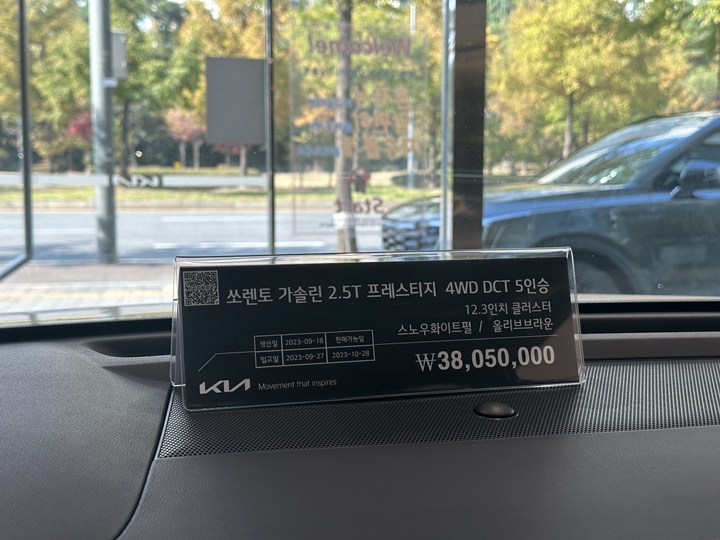 Welcome!
Start
쏘렌토 가솔린 2.5T 프레스티지 4WD DCT 5인승
12.3인치 클러스터
스노우화이트펄 / 올리브브라운
생산일 2023-09-18 판매가능일
입고일 2023-09-27 2023-10-28
₩38,050,000
KIA Movement that inspires